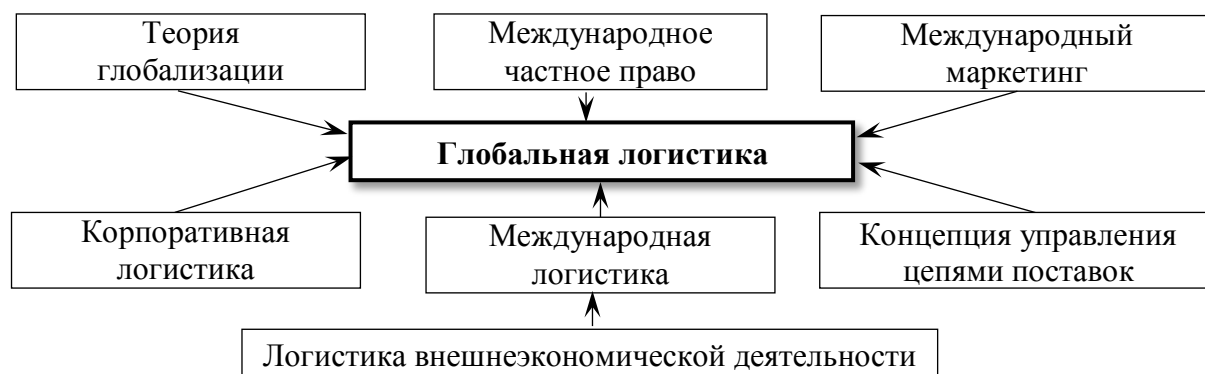 Теория
глобализации
Международное
частное право
Международный
маркетинг
Глобальная логистика
Корпоративная
логистика
Международная
логистика
Концепция управления
цепями поставок
Логистика внешнеэкономической деятельности